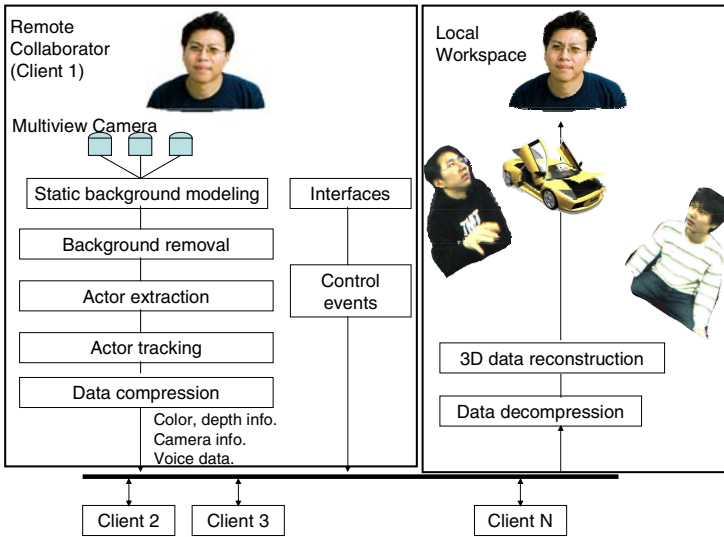 Remote
Collaborator
(Client 1)
Multiview Camera
Static background modeling
Background removal
Actor extraction
Actor tracking
Data compression
Color, depth info.
Camera info.
Voice data.
Interfaces
Control
events
Local
Workspace
3D data reconstruction
Data decompression
Client 2
Client 3
Client N